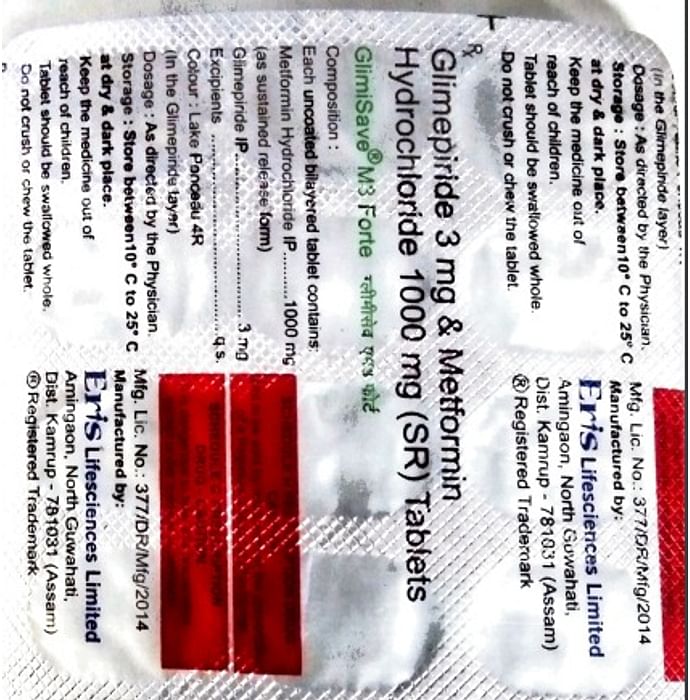 (in the Glimepiride layer)
Dosage : As directed by the Physician.
Storage : Store between10° C to 25° C
at dry & dark place.
Keep the medicine out of
reach of children.
Tablet should be swallowed whole.
Do not crush or chew the tablet.
Mfg. Lic. No.: 377/DR/Mfg/2014
Manufactured by:
Eris Lifesciences Limited
Amingaon, North Guwahati,
Dist. Kamrup - 781031 (Assam)
® Registered Trademark
Rx
Glimepiride 3 mg & Metformin
Hydrochloride 1000 mg (SR) Tablets
GlimiSave® M3 Forte ग्लीमीसेव एम३ फोर्ट
Composition :
Each uncoated bilayered tablet contains:
Metformin Hydrochloride IP..........1000 mg
(as sustained release form)
Glimepiride IP.............................. 3 mg
Excipients ....................................q.s.
Colour : Lake Ponceau 4R
(In the Glimepiride layer)
Dosage : As directed by the Physician.
Storage : Store between10° C to 25° C
at dry & dark place.
Keep the medicine out of
reach of children.
Tablet should be swallowed whole.
Do not crush or chew the tablet.
Mfg. Lic. No.: 377/DR/Mfg/2014
Manufactured by:
Eris Lifesciences Limited
Amingaon, North Guwahati,
Dist. Kamrup - 781031 (Assam)
® Registered Trademark